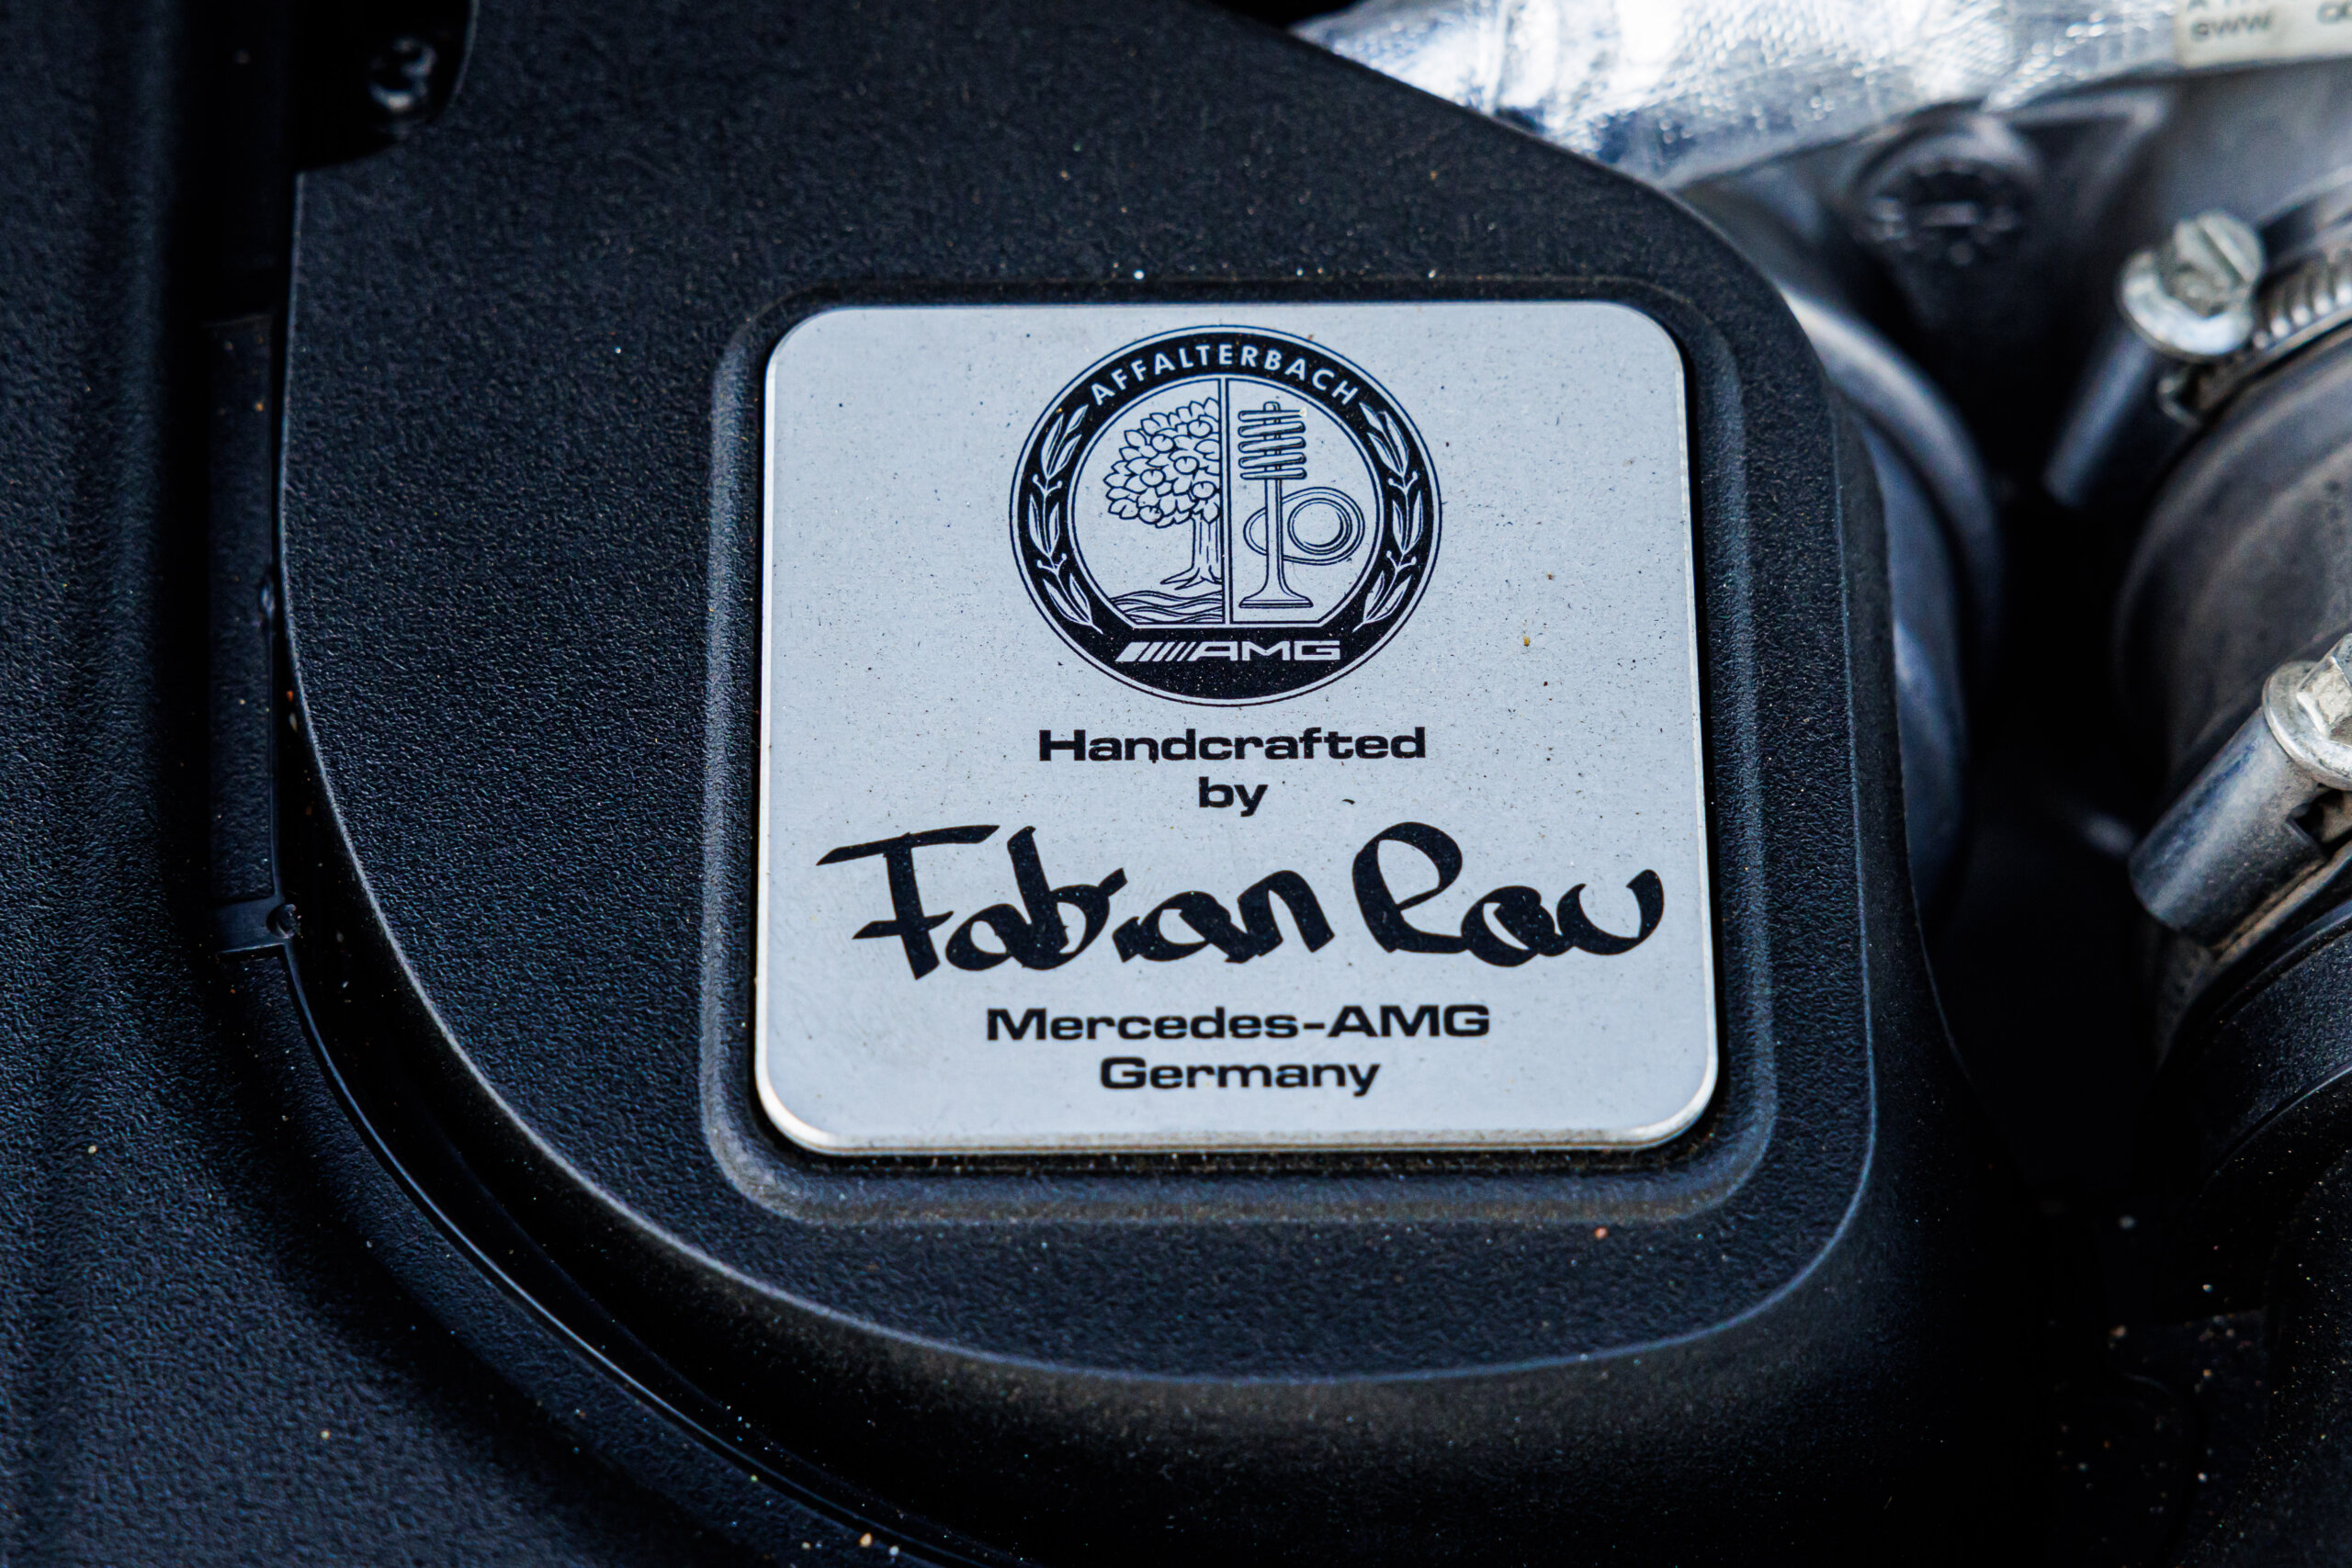 AFFALTERBACH
AMG
Handcrafted
by
Fabian Rau
Mercedes-AMG
Germany